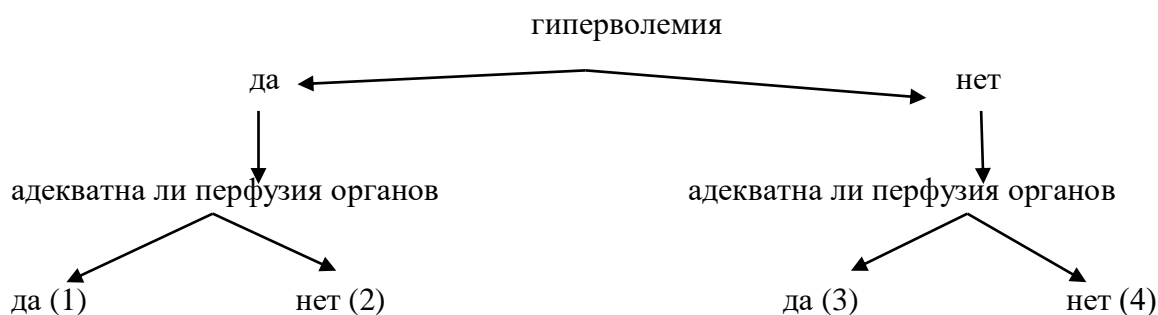 гиперволемия
да нет
адекватна ли перфузия органов адекватна ли перфузия органов
да (1) нет (2) да (3) нет (4)